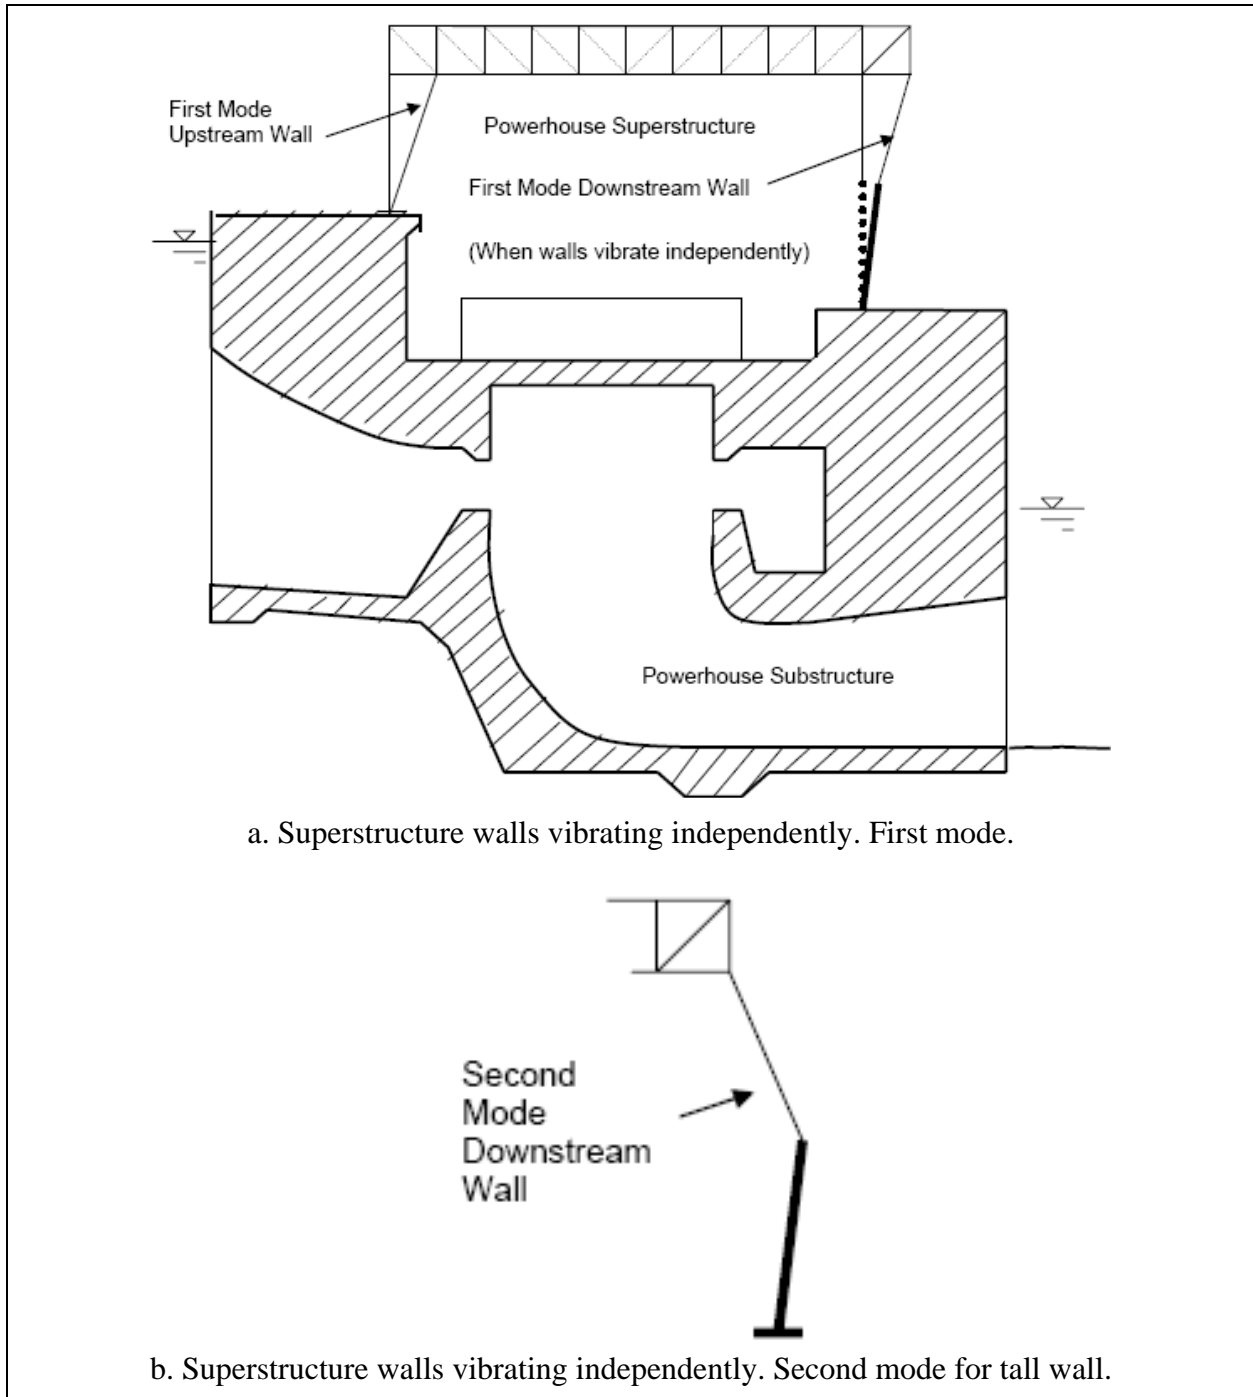 First Mode
Upstream Wall
Powerhouse Superstructure
First Mode Downstream Wall
(When walls vibrate independently)
Powerhouse Substructure
a. Superstructure walls vibrating independently. First mode.
Second
Mode
Downstream
Wall
b. Superstructure walls vibrating independently. Second mode for tall wall.